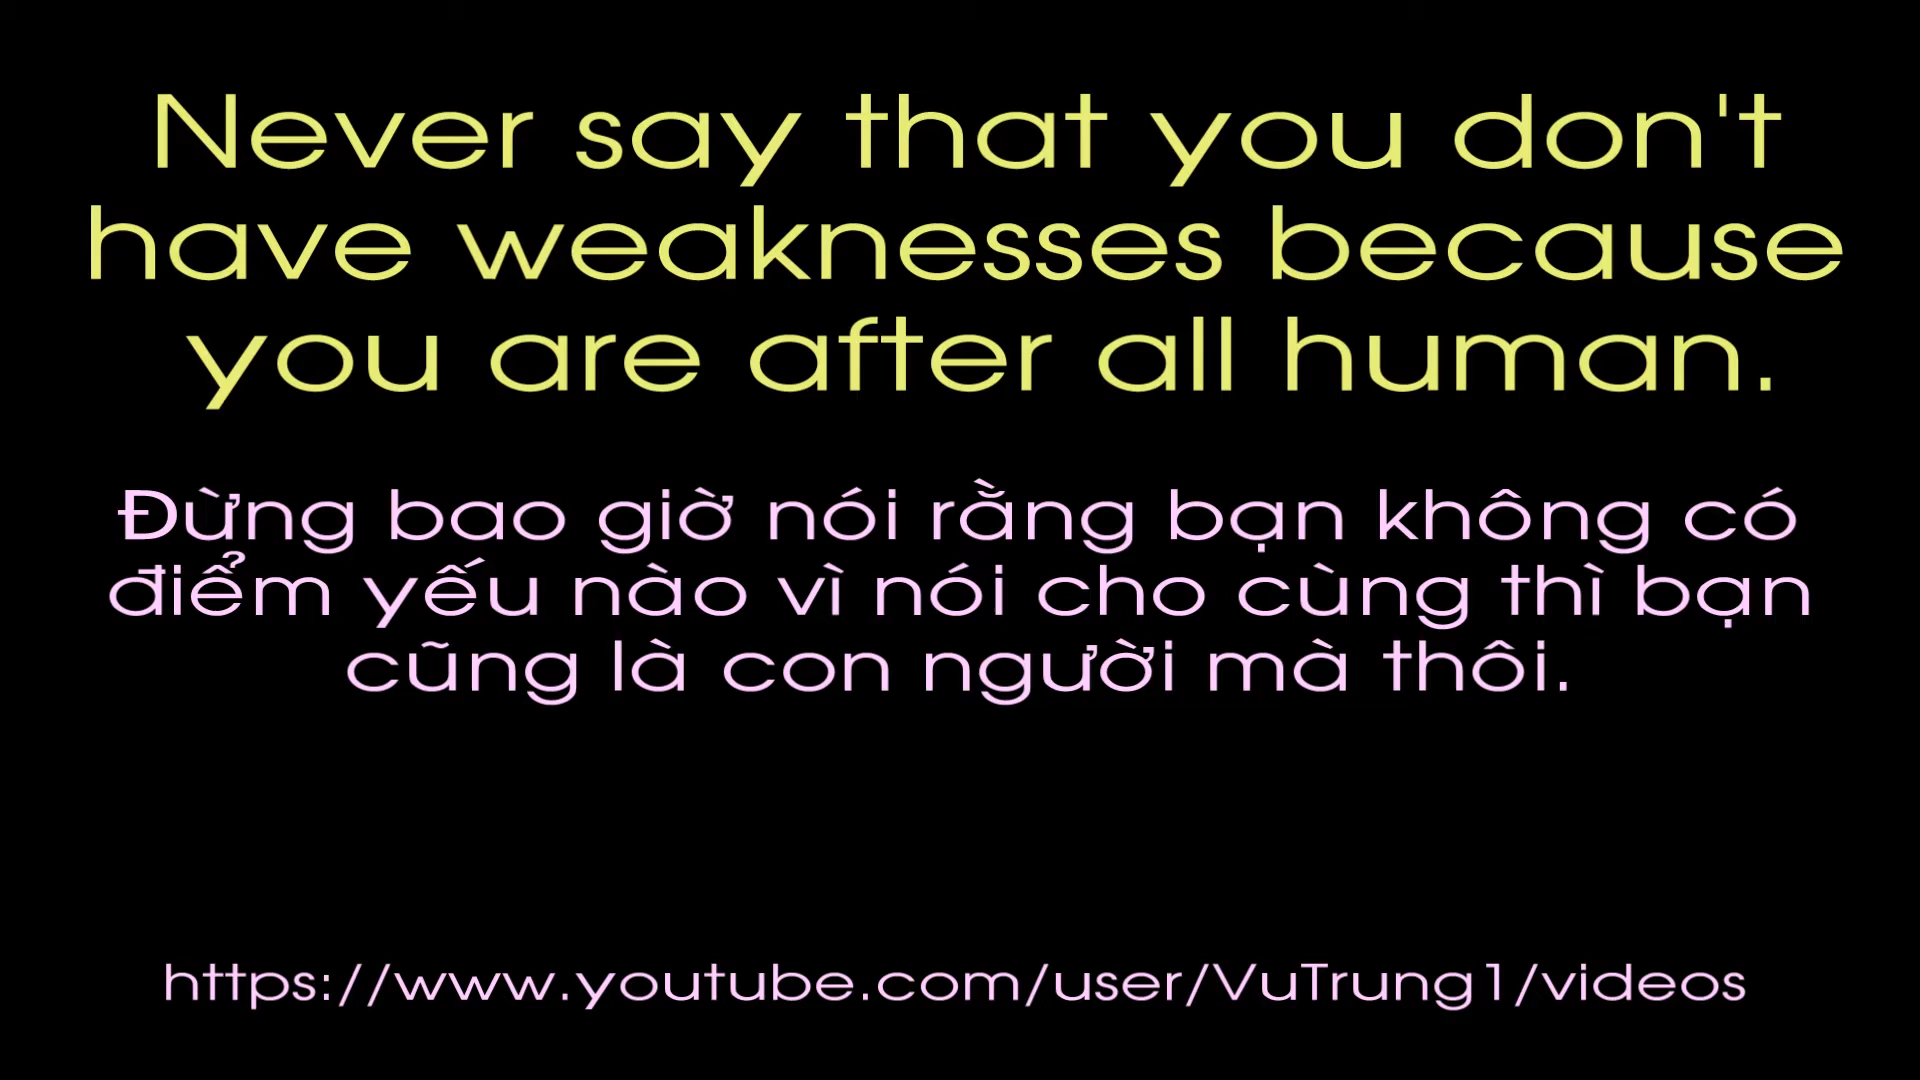 Never say that you don't
have weaknesses because
you are after all human.
Đừng bao giờ nói rằng bạn không có
điểm yếu nào vì nói cho cùng thì bạn
cũng là con người mà thôi.
https://www.youtube.com/user/VuTrung1/videos